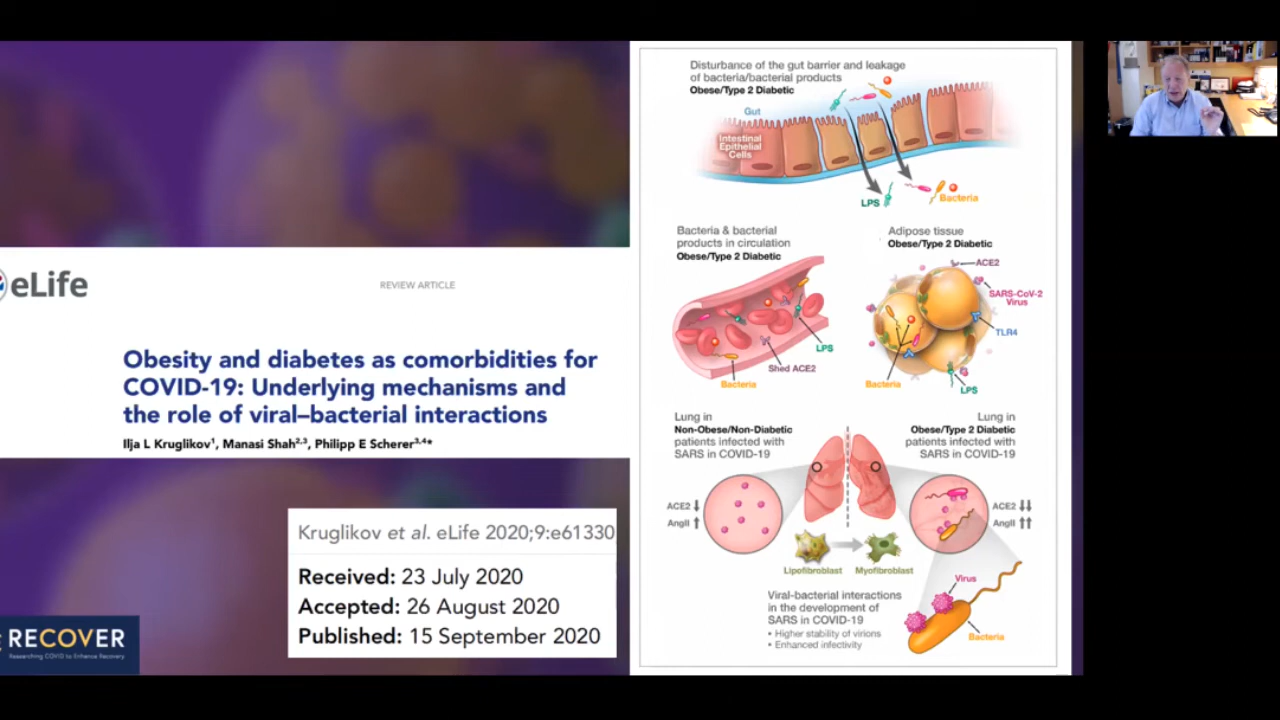 eLife
REVIEW ARTICLE
Obesity and diabetes as comorbidities for
COVID-19: Underlying mechanisms and
the role of viral–bacterial interactions
Ilja L Kruglikov1, Manasi Shah2,3, Philipp E Scherer3,4*
Kruglikov et al. eLife 2020;9:e61330
Received: 23 July 2020
Accepted: 26 August 2020
Published: 15 September 2020
RECOVER
Researching COVID to Enhance Recovery
Disturbance of the gut barrier and leakage
of bacteria/bacterial products
Obese/Type 2 Diabetic
Gut
Intestinal
Epithelial
Cells
LPS
Bacteria
Bacteria & bacterial
products in circulation
Obese/Type 2 Diabetic
LPS
Shed ACE2
Bacteria
Adipose tissue
Obese/Type 2 Diabetic
ACE2
SARS-CoV-2
Virus
TLR4
Bacteria
LPS
Lung in
Non-Obese/Non-Diabetic
patients infected with
SARS in COVID-19
Lung in
Obese/Type 2 Diabetic
patients infected with
SARS in COVID-19
ACE2 ↓
AngII ↑
ACE2 ↓↓
AngII ↑↑
Lipofibroblast
Myofibroblast
Viral-bacterial interactions
in the development of
SARS in COVID-19
• Higher stability of virions
• Enhanced infectivity
Virus
Bacteria